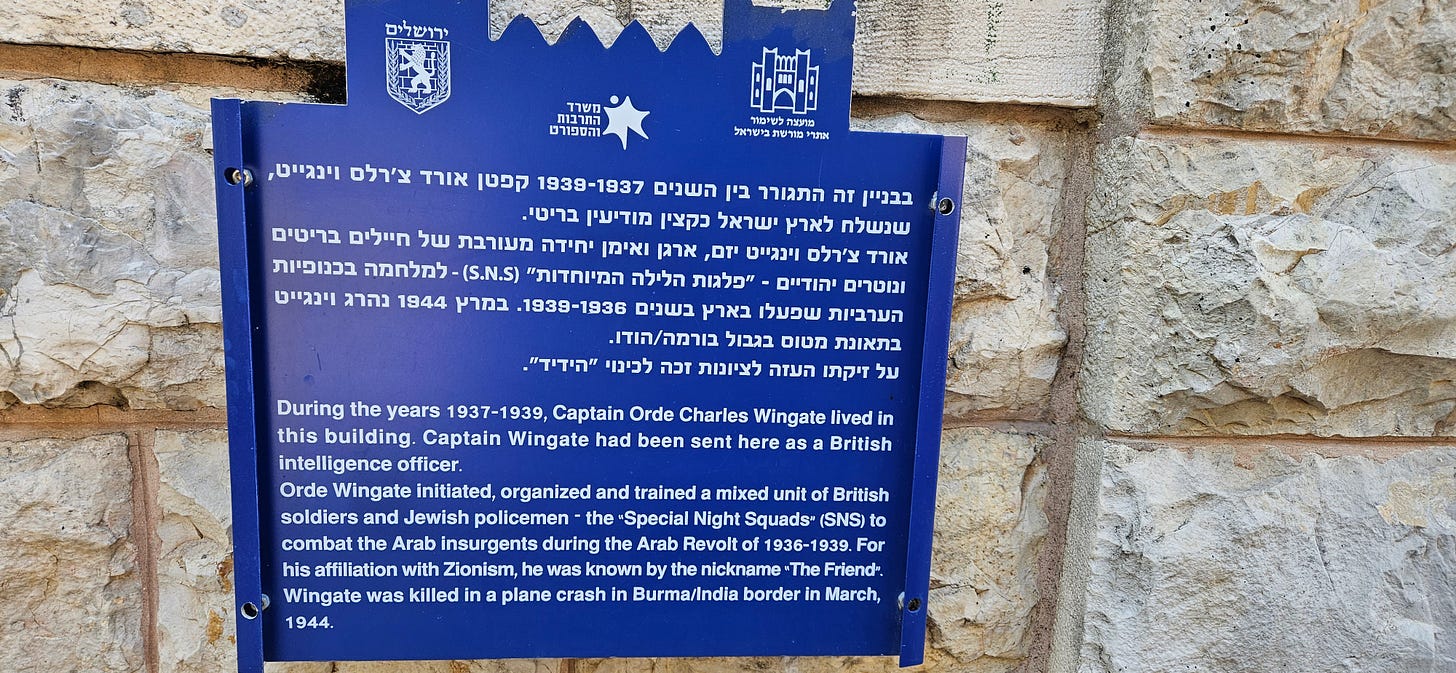 ירושלים
משרד
התרבות
והספורט
מועצה לשימור
אתרי מורשת בישראל
בבניין זה התגורר בין השנים 1939-1937 קפטן אורד צ'רלס וינגייט,
שנשלח לארץ ישראל כקצין מודיעין בריטי.
אורד צ'רלס וינגייט יזם, ארגן ואימן יחידה מעורבת של חיילים בריטים
ונוטרים יהודיים - "פלגות הלילה המיוחדות" (S.N.S) - למלחמה בכנופיות
הערביות שפעלו בארץ בשנים 1939-1936. במרץ 1944 נהרג וינגייט
בתאונת מטוס בגבול בורמה/הודו.
על זיקתו העזה לציונות זכה לכינוי "הידיד".
During the years 1937-1939, Captain Orde Charles Wingate lived in
this building. Captain Wingate had been sent here as a British
intelligence officer.
Orde Wingate initiated, organized and trained a mixed unit of British
soldiers and Jewish policemen - the "Special Night Squads" (SNS) to
combat the Arab insurgents during the Arab Revolt of 1936-1939. For
his affiliation with Zionism, he was known by the nickname "The Friend".
Wingate was killed in a plane crash in Burma/India border in March,
1944.